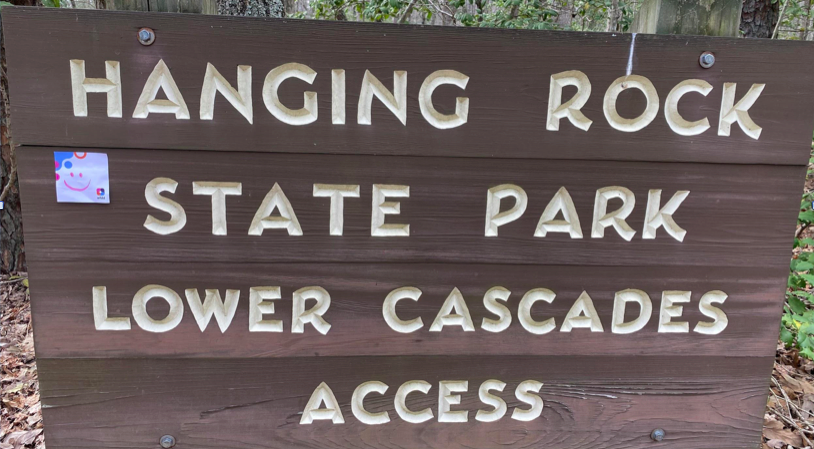 HANGING ROCK
STATE PARK
LOWER CASCADES
ACCESS